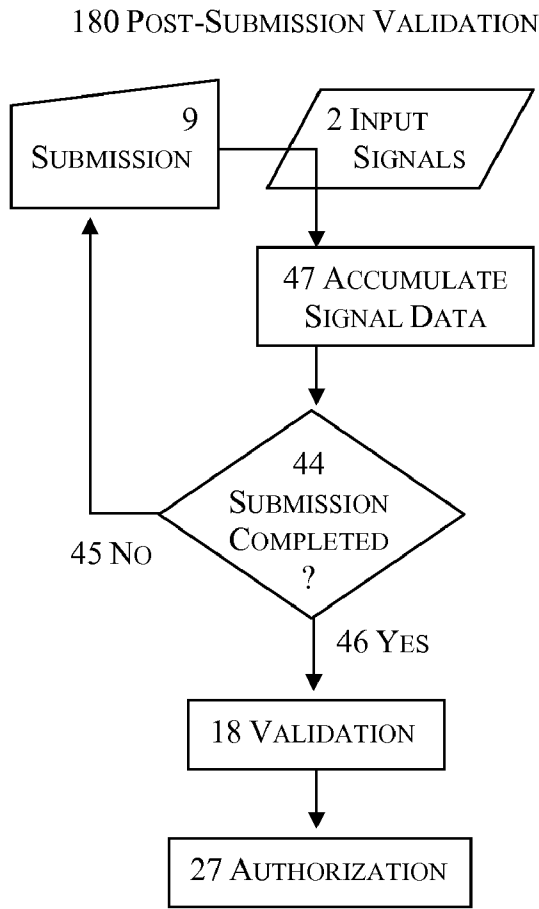 180 POST-SUBMISSION VALIDATION
9
SUBMISSION
2 INPUT
SIGNALS
47 ACCUMULATE
SIGNAL DATA
44
SUBMISSION
COMPLETED
?
45 NO
46 YES
18 VALIDATION
27 AUTHORIZATION